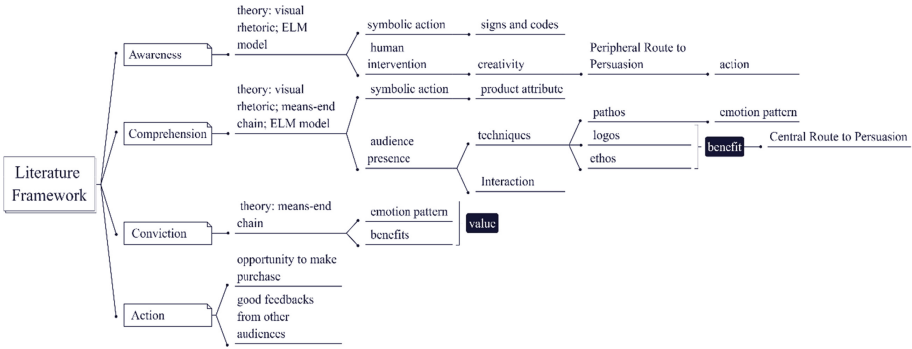 Literature
Framework
Awareness
theory: visual
rhetoric; ELM
model
symbolic action
signs and codes
human
intervention
creativity
Peripheral Route to
Persuasion
action
Comprehension
theory: visual
rhetoric; means-end
chain; ELM model
symbolic action
product attribute
audience
presence
techniques
pathos
emotion pattern
logos
ethos
benefit
Central Route to Persuasion
Interaction
Conviction
theory: means-end
chain
emotion pattern
benefits
value
Action
opportunity to make
purchase
good feedbacks
from other
audiences